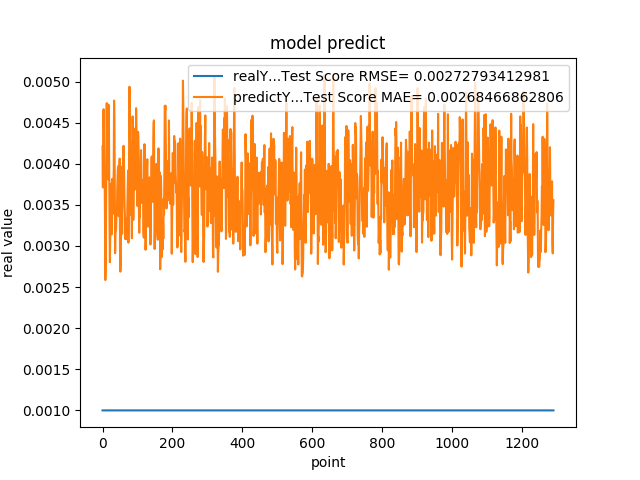 model predict
realY...Test Score RMSE= 0.00272793412981
predictY...Test Score MAE= 0.00268466862806
0.0050
0.0045
0.0040
0.0035
0.0030
0.0025
0.0020
0.0015
0.0010
real value
0 200 400 600 800 1000 1200
point